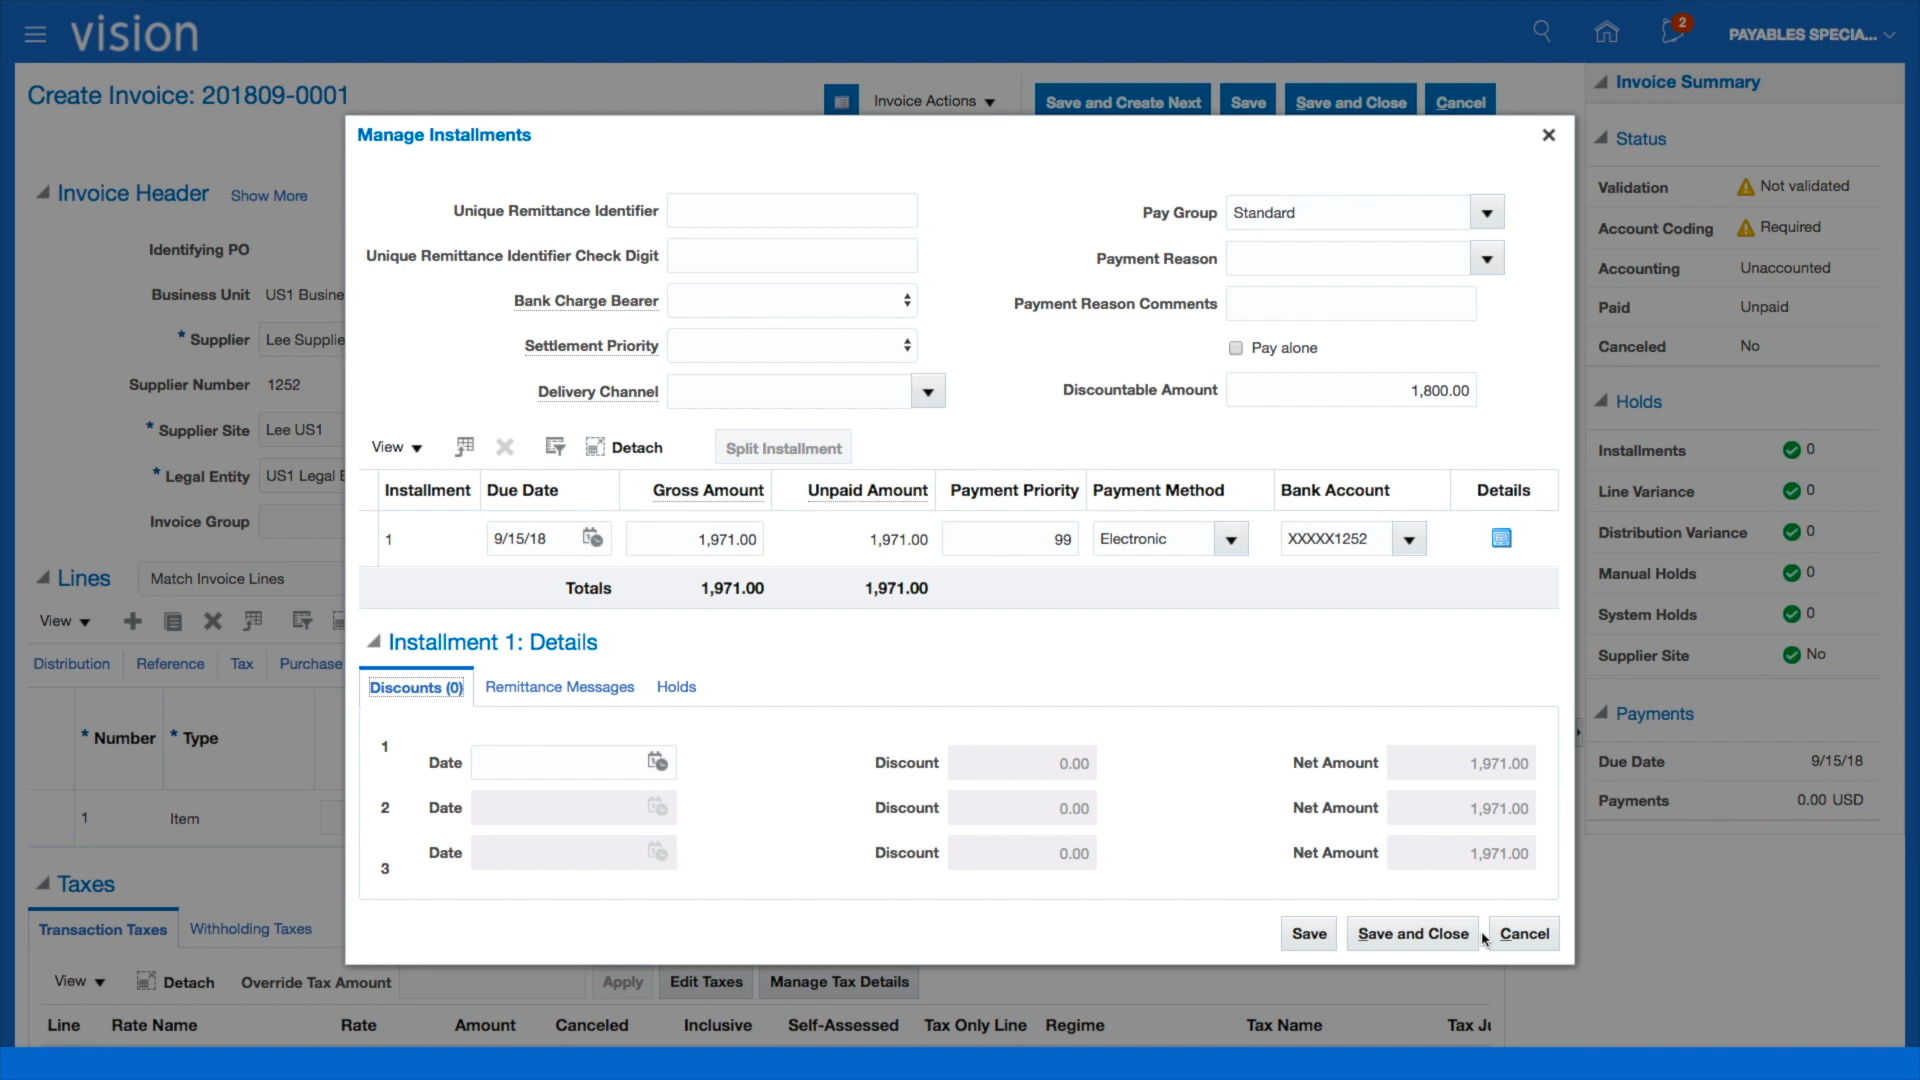 vision
2
PAYABLES SPECIA...
Create Invoice: 201809-0001
Invoice Actions
Save and Create Next
Save
Save and Close
Cancel
Invoice Header
Show More
Identifying PO
Business Unit US1 Busine
* Supplier Lee Supplie
Supplier Number 1252
* Supplier Site Lee US1
* Legal Entity US1 Legal E
Invoice Group
Lines
Match Invoice Lines
View
Distribution Reference Tax Purchase
* Number * Type
1 Item
Taxes
Transaction Taxes Withholding Taxes
View Detach Override Tax Amount Apply Edit Taxes Manage Tax Details
Line Rate Name Rate Amount Canceled Inclusive Self-Assessed Tax Only Line Regime Tax Name Tax Ju
Manage Installments
Unique Remittance Identifier
Unique Remittance Identifier Check Digit
Bank Charge Bearer
Settlement Priority
Delivery Channel
Pay Group Standard
Payment Reason
Payment Reason Comments
Pay alone
Discountable Amount 1,800.00
View Detach Split Installment
Installment Due Date Gross Amount Unpaid Amount Payment Priority Payment Method Bank Account Details
1 9/15/18 1,971.00 1,971.00 99 Electronic XXXXX1252
Totals 1,971.00 1,971.00
Installment 1: Details
Discounts (0) Remittance Messages Holds
1
Date Discount 0.00 Net Amount 1,971.00
2 Date Discount 0.00 Net Amount 1,971.00
Date Discount 0.00 Net Amount 1,971.00
3
Save Save and Close Cancel
Invoice Summary
Status
Validation Not validated
Account Coding Required
Accounting Unaccounted
Paid Unpaid
Canceled No
Holds
Installments 0
Line Variance 0
Distribution Variance 0
Manual Holds 0
System Holds 0
Supplier Site No
Payments
Due Date 9/15/18
Payments 0.00 USD